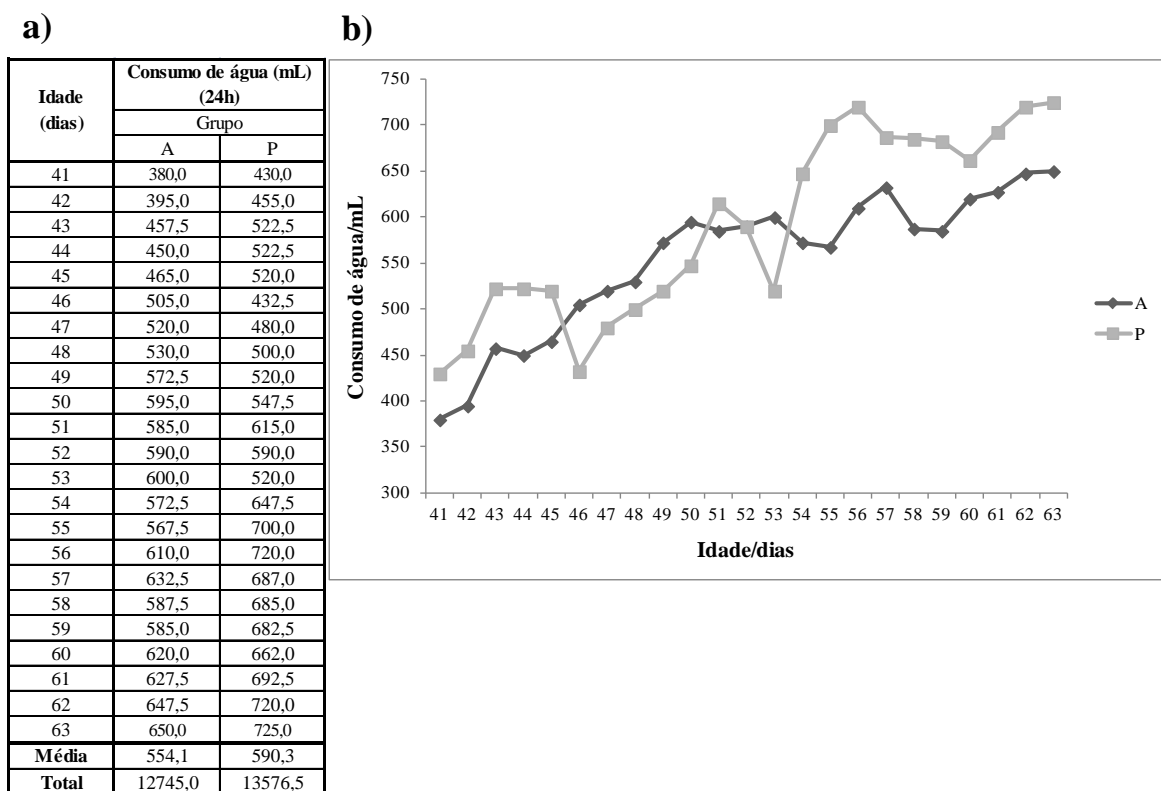 a)
Idade (dias) Consumo de água (mL) (24h)
Grupo
A P
41 380,0 430,0
42 395,0 455,0
43 457,5 522,5
44 450,0 522,5
45 465,0 520,0
46 505,0 432,5
47 520,0 480,0
48 530,0 500,0
49 572,5 520,0
50 595,0 547,5
51 585,0 615,0
52 590,0 590,0
53 600,0 520,0
54 572,5 647,5
55 567,5 700,0
56 610,0 720,0
57 632,5 687,0
58 587,5 685,0
59 585,0 682,5
60 620,0 662,0
61 627,5 692,5
62 647,5 720,0
63 650,0 725,0
Média 554,1 590,3
Total 12745,0 13576,5
b)
Consumo de água/mL
750
700
650
600
550
500
450
400
350
300
41 42 43 44 45 46 47 48 49 50 51 52 53 54 55 56 57 58 59 60 61 62 63
Idade/dias
A
P